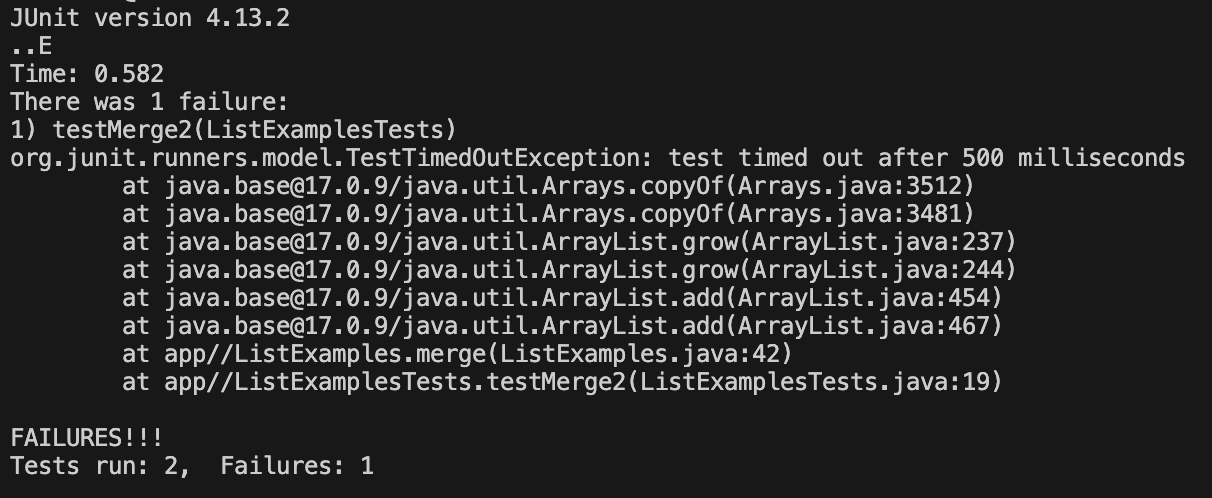 JUnit version 4.13.2
..E
Time: 0.582
There was 1 failure:
1) testMerge2(ListExamplesTests)
org.junit.runners.model.TestTimedOutException: test timed out after 500 milliseconds
        at java.base@17.0.9/java.util.Arrays.copyOf(Arrays.java:3512)
        at java.base@17.0.9/java.util.Arrays.copyOf(Arrays.java:3481)
        at java.base@17.0.9/java.util.ArrayList.grow(ArrayList.java:237)
        at java.base@17.0.9/java.util.ArrayList.grow(ArrayList.java:244)
        at java.base@17.0.9/java.util.ArrayList.add(ArrayList.java:454)
        at java.base@17.0.9/java.util.ArrayList.add(ArrayList.java:467)
        at app//ListExamples.merge(ListExamples.java:42)
        at app//ListExamplesTests.testMerge2(ListExamplesTests.java:19)

FAILURES!!!
Tests run: 2,  Failures: 1